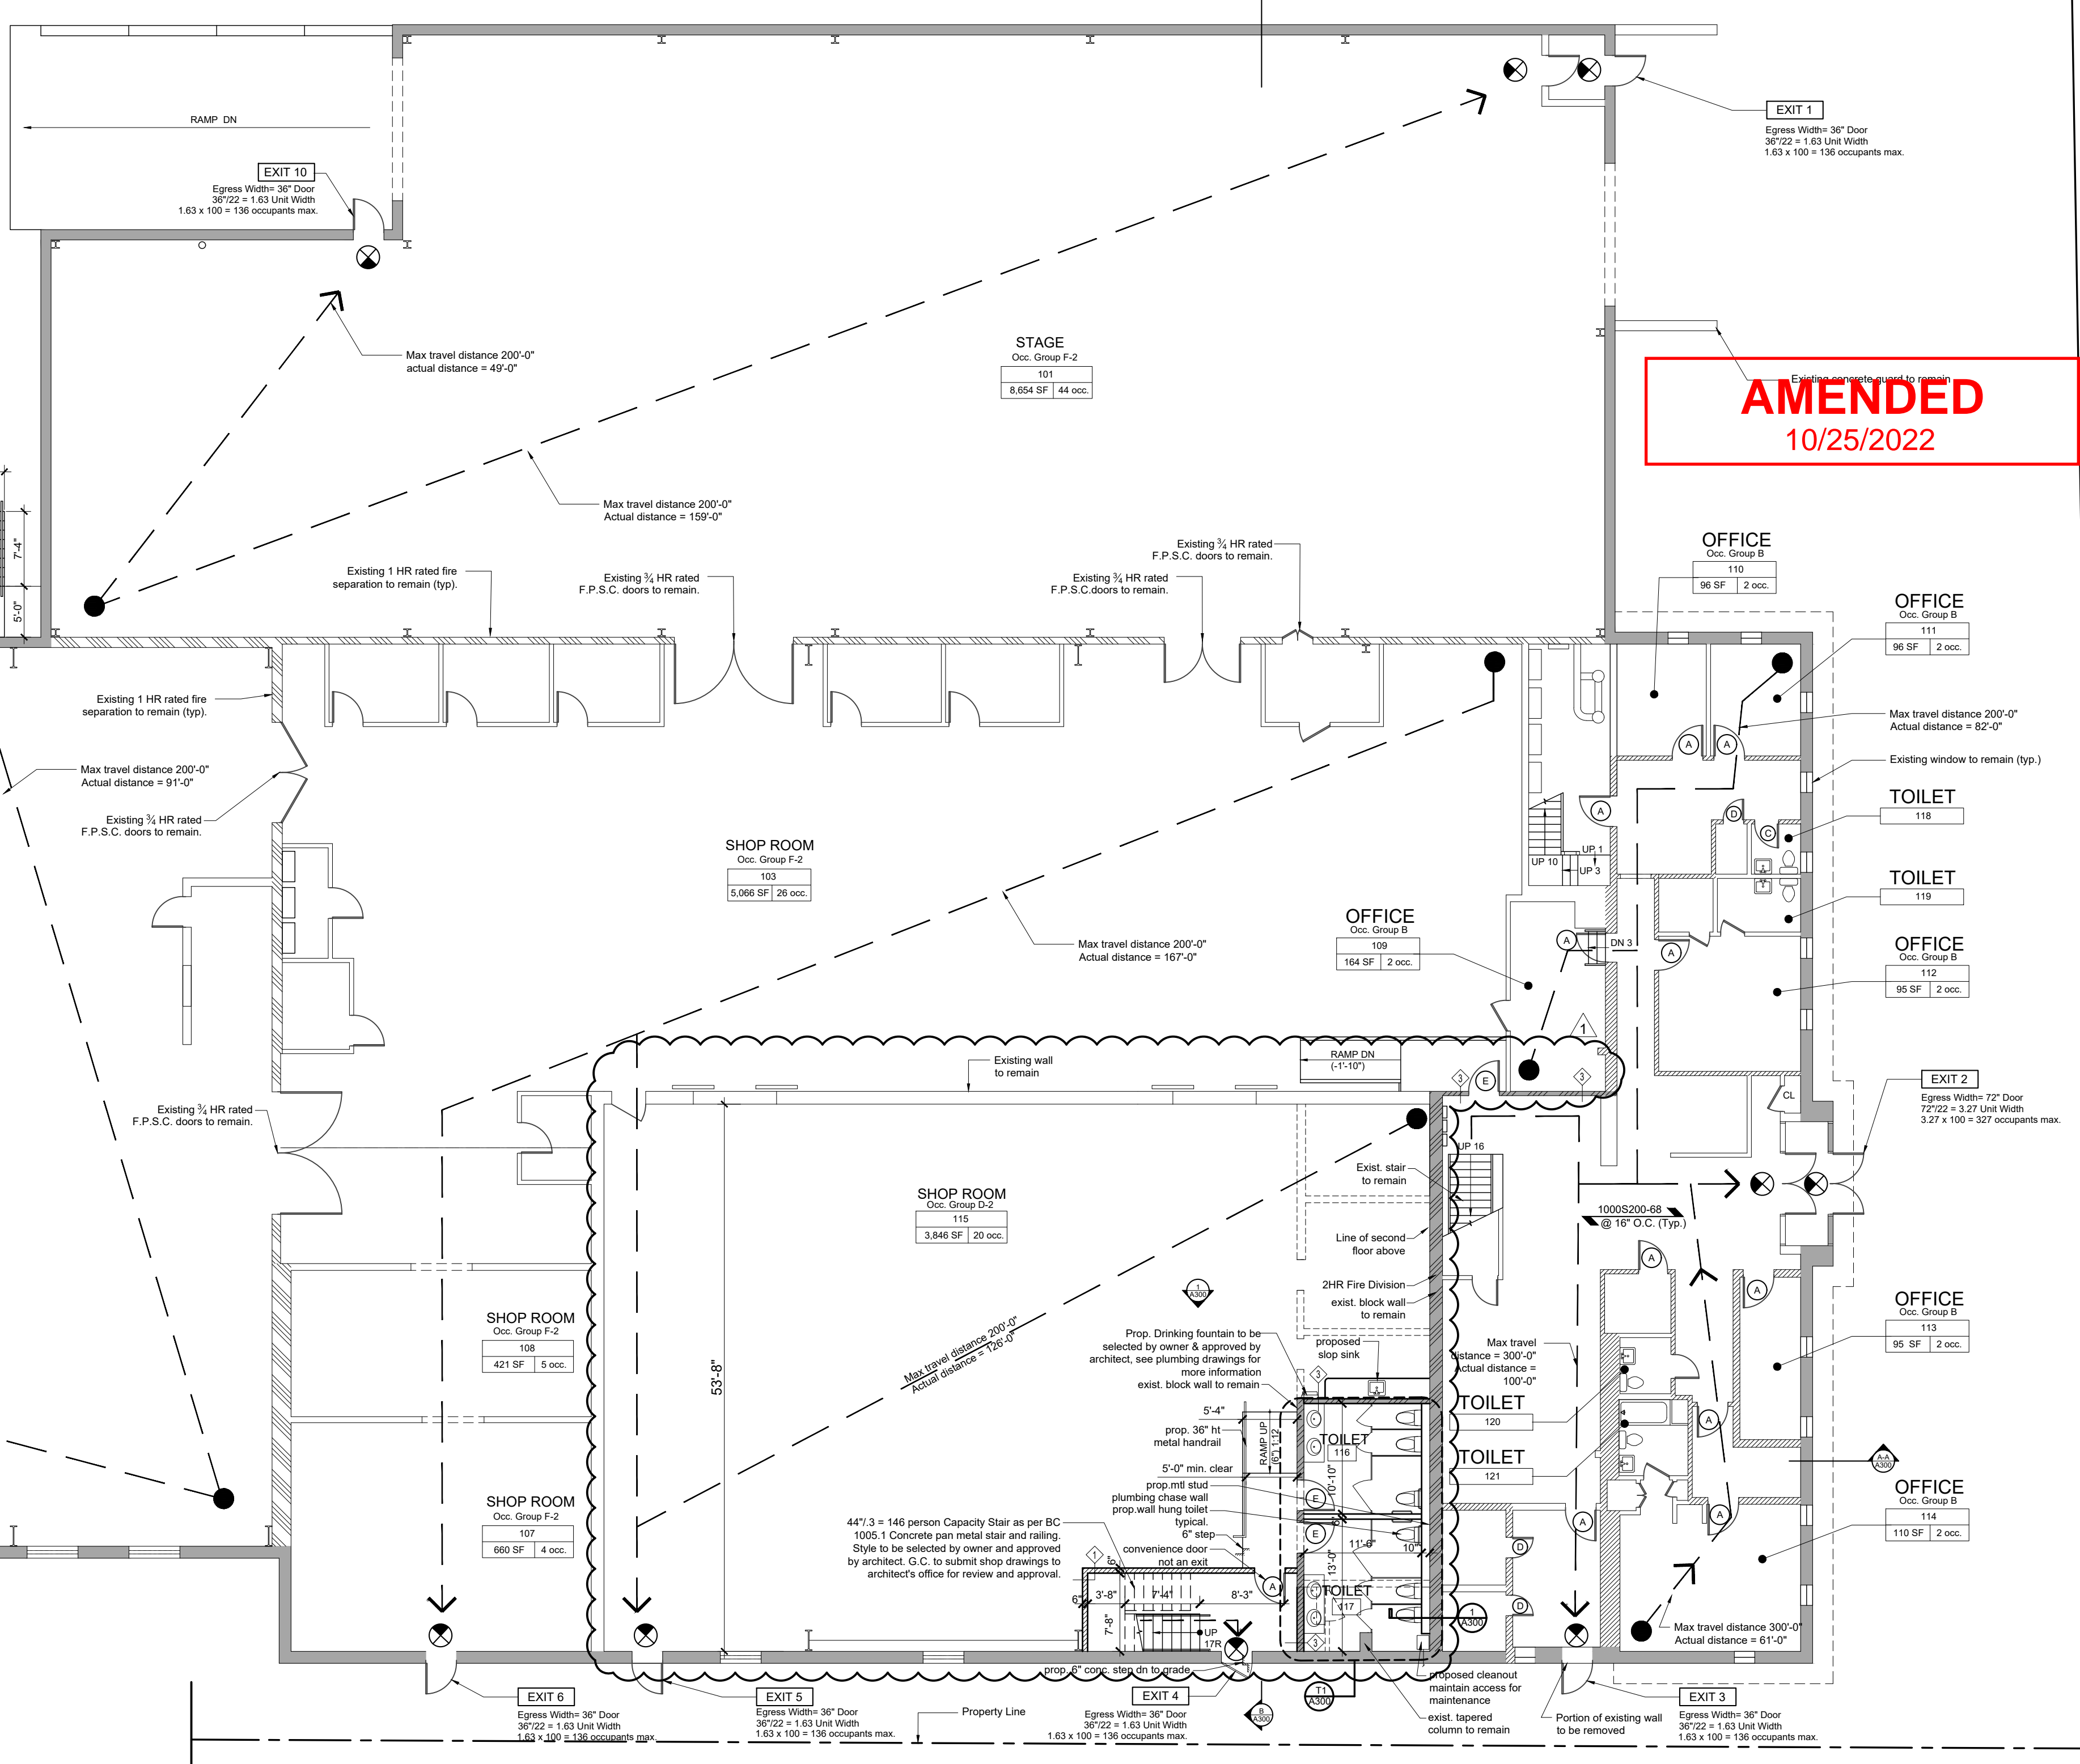 RAMP DN
EXIT 10
Egress Width= 36" Door
36"/22 = 1.63 Unit Width
1.63 x 100 = 136 occupants max.
EXIT 1
Egress Width= 36" Door
36"/22 = 1.63 Unit Width
1.63 x 100 = 136 occupants max.
Max travel distance 200'-0"
actual distance = 49'-0"
STAGE
Occ. Group F-2
101
8,654 SF 44 occ.
Existing concrete guard to remain
AMENDED
10/25/2022
Max travel distance 200'-0"
Actual distance = 159'-0"
7'-4"
5'-0"
Existing 1 HR rated fire
separation to remain (typ).
Existing ¾ HR rated
F.P.S.C. doors to remain.
Existing ¾ HR rated
F.P.S.C.doors to remain.
Existing ¾ HR rated
F.P.S.C. doors to remain.
OFFICE
Occ. Group B
110
96 SF 2 occ.
OFFICE
Occ. Group B
111
96 SF 2 occ.
Existing 1 HR rated fire
separation to remain (typ).
Max travel distance 200'-0"
Actual distance = 91'-0"
Existing ¾ HR rated
F.P.S.C. doors to remain.
Max travel distance 200'-0"
Actual distance = 82'-0"
Existing window to remain (typ.)
A
A
A
D
C
TOILET
118
TOILET
119
UP 1
UP 10
UP 3
SHOP ROOM
Occ. Group F-2
103
5,066 SF 26 occ.
Max travel distance 200'-0"
Actual distance = 167'-0"
OFFICE
Occ. Group B
109
164 SF 2 occ.
A
DN 3
A
OFFICE
Occ. Group B
112
95 SF 2 occ.
1
Existing wall
to remain
RAMP DN
(-1'-10")
3
E
3
CL
Existing ¾ HR rated
F.P.S.C. doors to remain.
EXIT 2
Egress Width= 72" Door
72"/22 = 3.27 Unit Width
3.27 x 100 = 327 occupants max.
SHOP ROOM
Occ. Group D-2
115
3,846 SF 20 occ.
UP 16
Exist. stair
to remain
Line of second
floor above
2HR Fire Division
exist. block wall
to remain
1000S200-68
@ 16" O.C. (Typ.)
A
A
1
A300
SHOP ROOM
Occ. Group F-2
108
421 SF 5 occ.
53'-8"
Max travel distance 200'-0"
Actual distance = 126'-0"
Prop. Drinking fountain to be
selected by owner & approved by
architect, see plumbing drawings for
more information
exist. block wall to remain
proposed
slop sink
3
Max travel
distance = 300'-0"
Actual distance =
100'-0"
OFFICE
Occ. Group B
113
95 SF 2 occ.
TOILET
120
TOILET
121
A
A-A
A300
5'-4"
prop. 36" ht
metal handrail
RAMP UP
(6") 1:12
TOILET
116
10'-10"
5'-0" min. clear
prop.mtl stud
plumbing chase wall
prop.wall hung toilet
typical.
6" step
convenience door
not an exit
E
E
6"
11'-6"
10"
13'-0"
SHOP ROOM
Occ. Group F-2
107
660 SF 4 occ.
44"/.3 = 146 person Capacity Stair as per BC
1005.1 Concrete pan metal stair and railing.
Style to be selected by owner and approved
by architect. G.C. to submit shop drawings to
architect's office for review and approval.
1
6"
6"
3'-8"
7'-4"
8'-3"
7'-8"
A
UP
17R
TOILET
117
3
1
A300
A
A
D
D
OFFICE
Occ. Group B
114
110 SF 2 occ.
Max travel distance 300'-0"
Actual distance = 61'-0"
prop. 6" conc. step dn to grade
proposed cleanout
maintain access for
maintenance
exist. tapered
column to remain
T1
A300
B
A300
Portion of existing wall
to be removed
EXIT 6
Egress Width= 36" Door
36"/22 = 1.63 Unit Width
1.63 x 100 = 136 occupants max.
EXIT 5
Egress Width= 36" Door
36"/22 = 1.63 Unit Width
1.63 x 100 = 136 occupants max.
Property Line
EXIT 4
Egress Width= 36" Door
36"/22 = 1.63 Unit Width
1.63 x 100 = 136 occupants max.
EXIT 3
Egress Width= 36" Door
36"/22 = 1.63 Unit Width
1.63 x 100 = 136 occupants max.